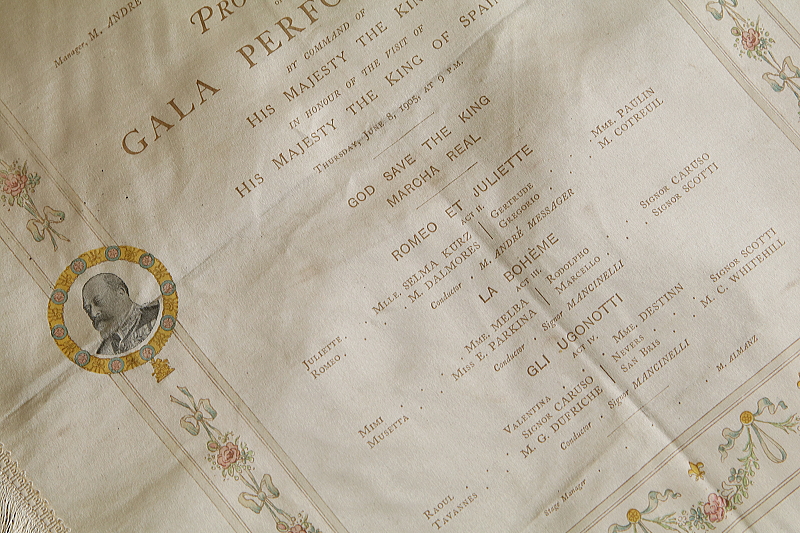 Manager, M. ANDRÉ
GALA PERFO
BY COMMAND OF
HIS MAJESTY THE KIN
IN HONOUR OF THE VISIT OF
HIS MAJESTY THE KING OF SPAI
THURSDAY, JUNE 8, 1905, AT 9 P.M.
GOD SAVE THE KING
MARCHA REAL
ROMEO ET JULIETTE
ACT II.
JULIETTE . . MLLE. SELMA KURZ GERTRUDE . . MME. PAULIN
ROMEO . . M. DALMORES GREGORIO . . M. COTREUIL
Conductor . . M. ANDRÉ MESSAGER
LA BOHÈME
ACT III.
MIMI . . MME. MELBA RODOLPHO . . SIGNOR CARUSO
MUSETTA . . MISS E. PARKINA MARCELLO . . SIGNOR SCOTTI
Conductor . . Signor MANCINELLI
GLI UGONOTTI
ACT IV.
VALENTINA . . MME. DESTINN
RAOUL . . SIGNOR CARUSO NEVERS . . SIGNOR SCOTTI
TAVANNES . . M. G. DUFRICHE SAN BRIS . . M. C. WHITEHILL
Conductor . . Signor MANCINELLI
Stage Manager . . M. ALMANZ